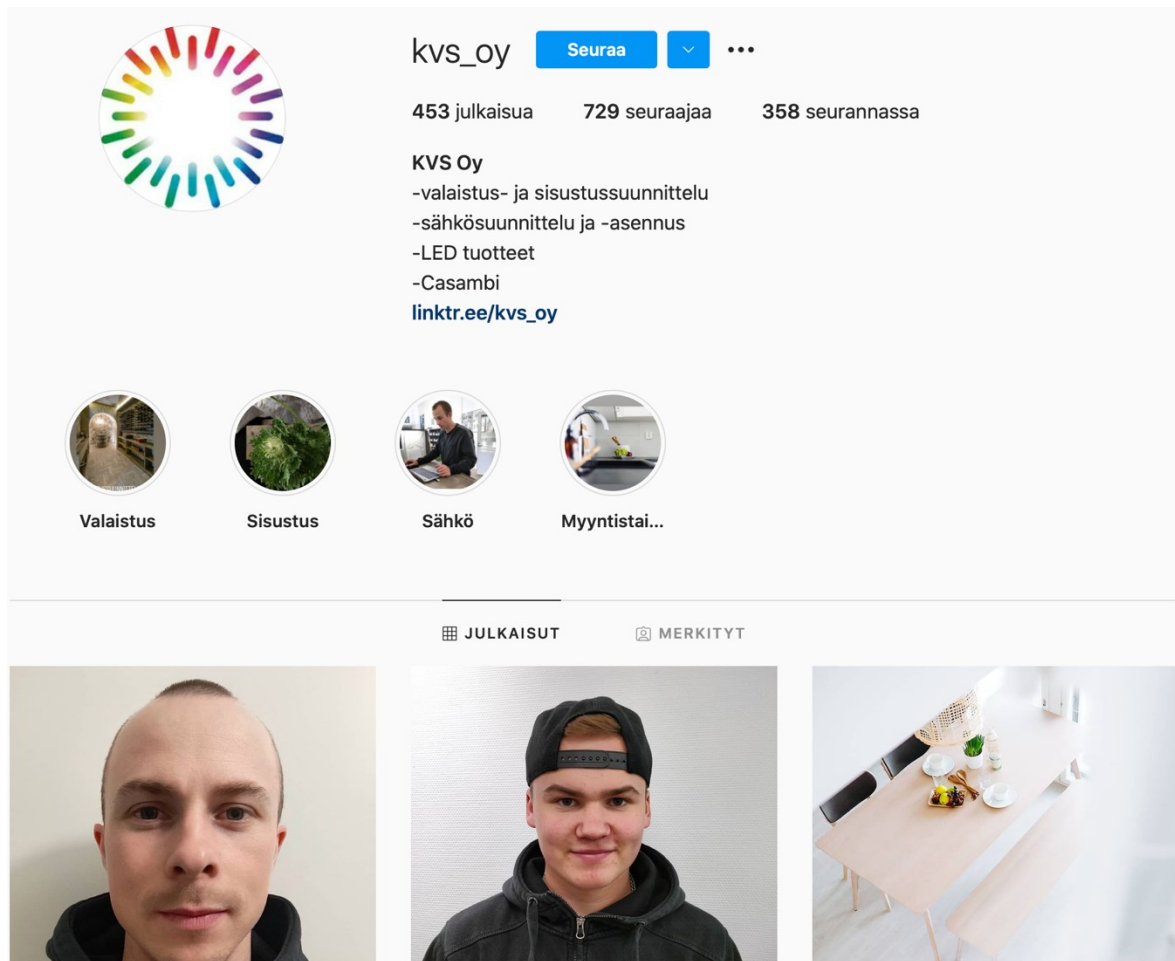 kvs_oy Seuraa
453 julkaisua 729 seuraajaa 358 seurannassa
KVS Oy
-valaistus- ja sisustussuunnittelu
-sähkösuunnittelu ja -asennus
-LED tuotteet
-Casambi
linktr.ee/kvs_oy
Valaistus Sisustus Sähkö Myyntistai...
JULKAISUT MERKITYT